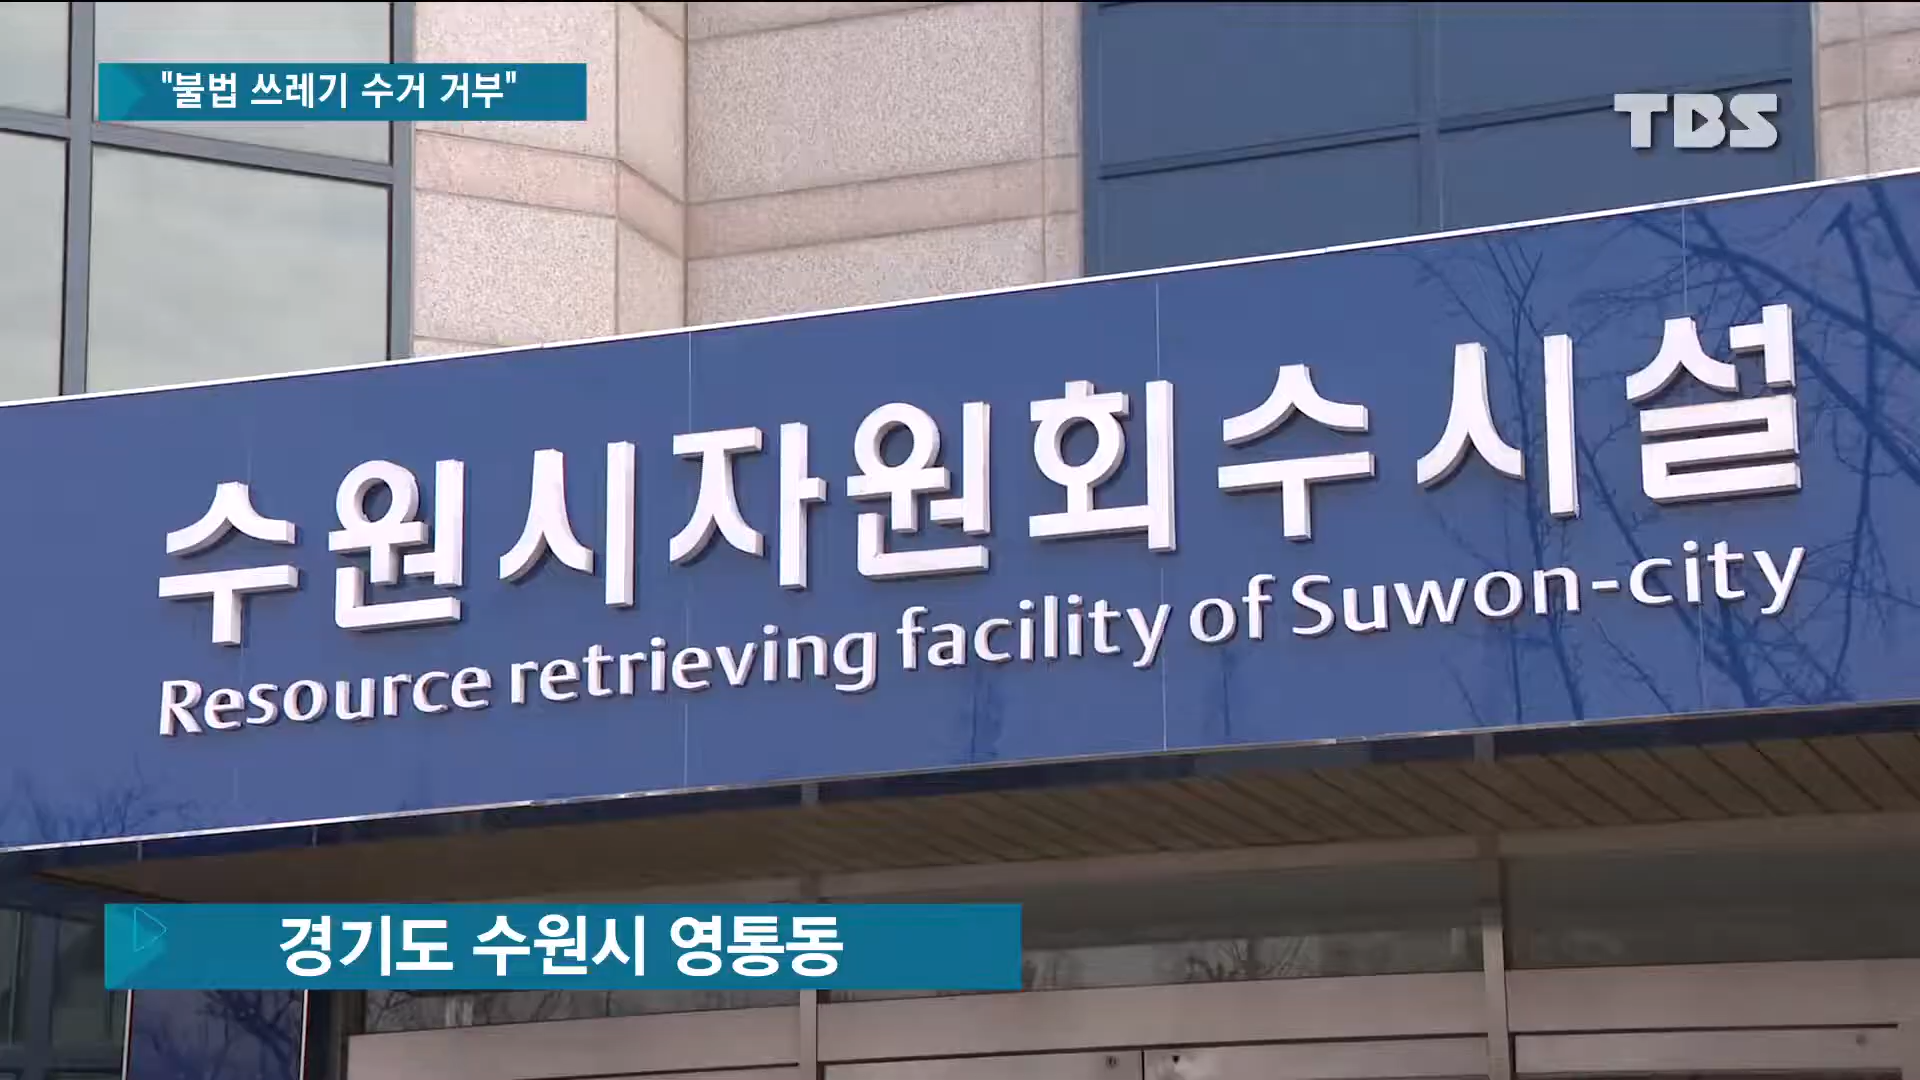 "불법 쓰레기 수거 거부"
TBS
수원시자원회수시설
Resource retrieving facility of Suwon-city
경기도 수원시 영통동